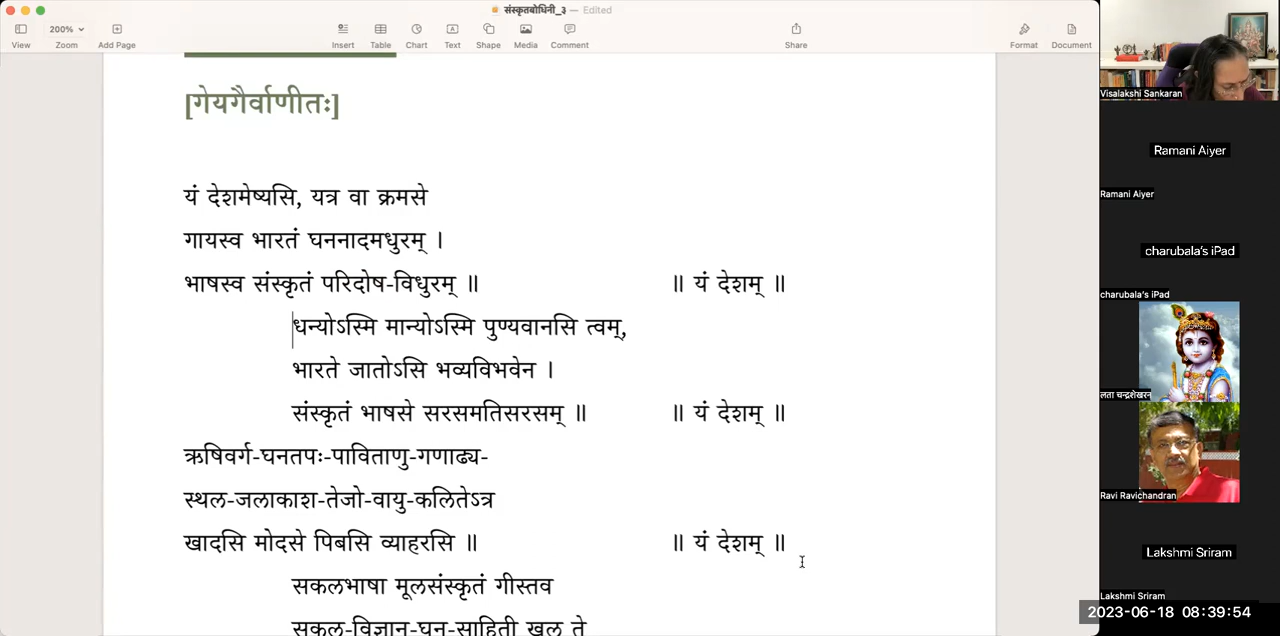 संस्कृतबोधिनी_३ — Edited
200%
View
Zoom
Add Page
Insert
Table
Chart
Text
Shape
Media
Comment
Share
Format
Document
[गेयगैर्वाणीतः]
यं देशमेष्यसि, यत्र वा क्रमसे
गायस्व भारतं घननादमधुरम् ।
भाषस्व संस्कृतं परिदोष-विधुरम् ॥ ॥ यं देशम् ॥
धन्योऽस्मि मान्योऽस्मि पुण्यवानसि त्वम्,
भारते जातोऽसि भव्यविभवेन ।
संस्कृतं भाषसे सरसमतिसरसम् ॥ ॥ यं देशम् ॥
ऋषिवर्ग-घनतपः-पाविताणु-गणाढ्य-
स्थल-जलाकाश-तेजो-वायु-कलितेऽत्र
खादसि मोदसे पिबसि व्याहरसि ॥ ॥ यं देशम् ॥
सकलभाषा मूलसंस्कृतं गीस्तव
सकल-विज्ञान-घन-साहिती खलु ते
Visalakshi Sankaran
Ramani Aiyer
Ramani Aiyer
charubala's iPad
charubala's iPad
लता चन्द्रशेखरन
Ravi Ravichandran
Lakshmi Sriram
Lakshmi Sriram
2023-06-18 08:39:54